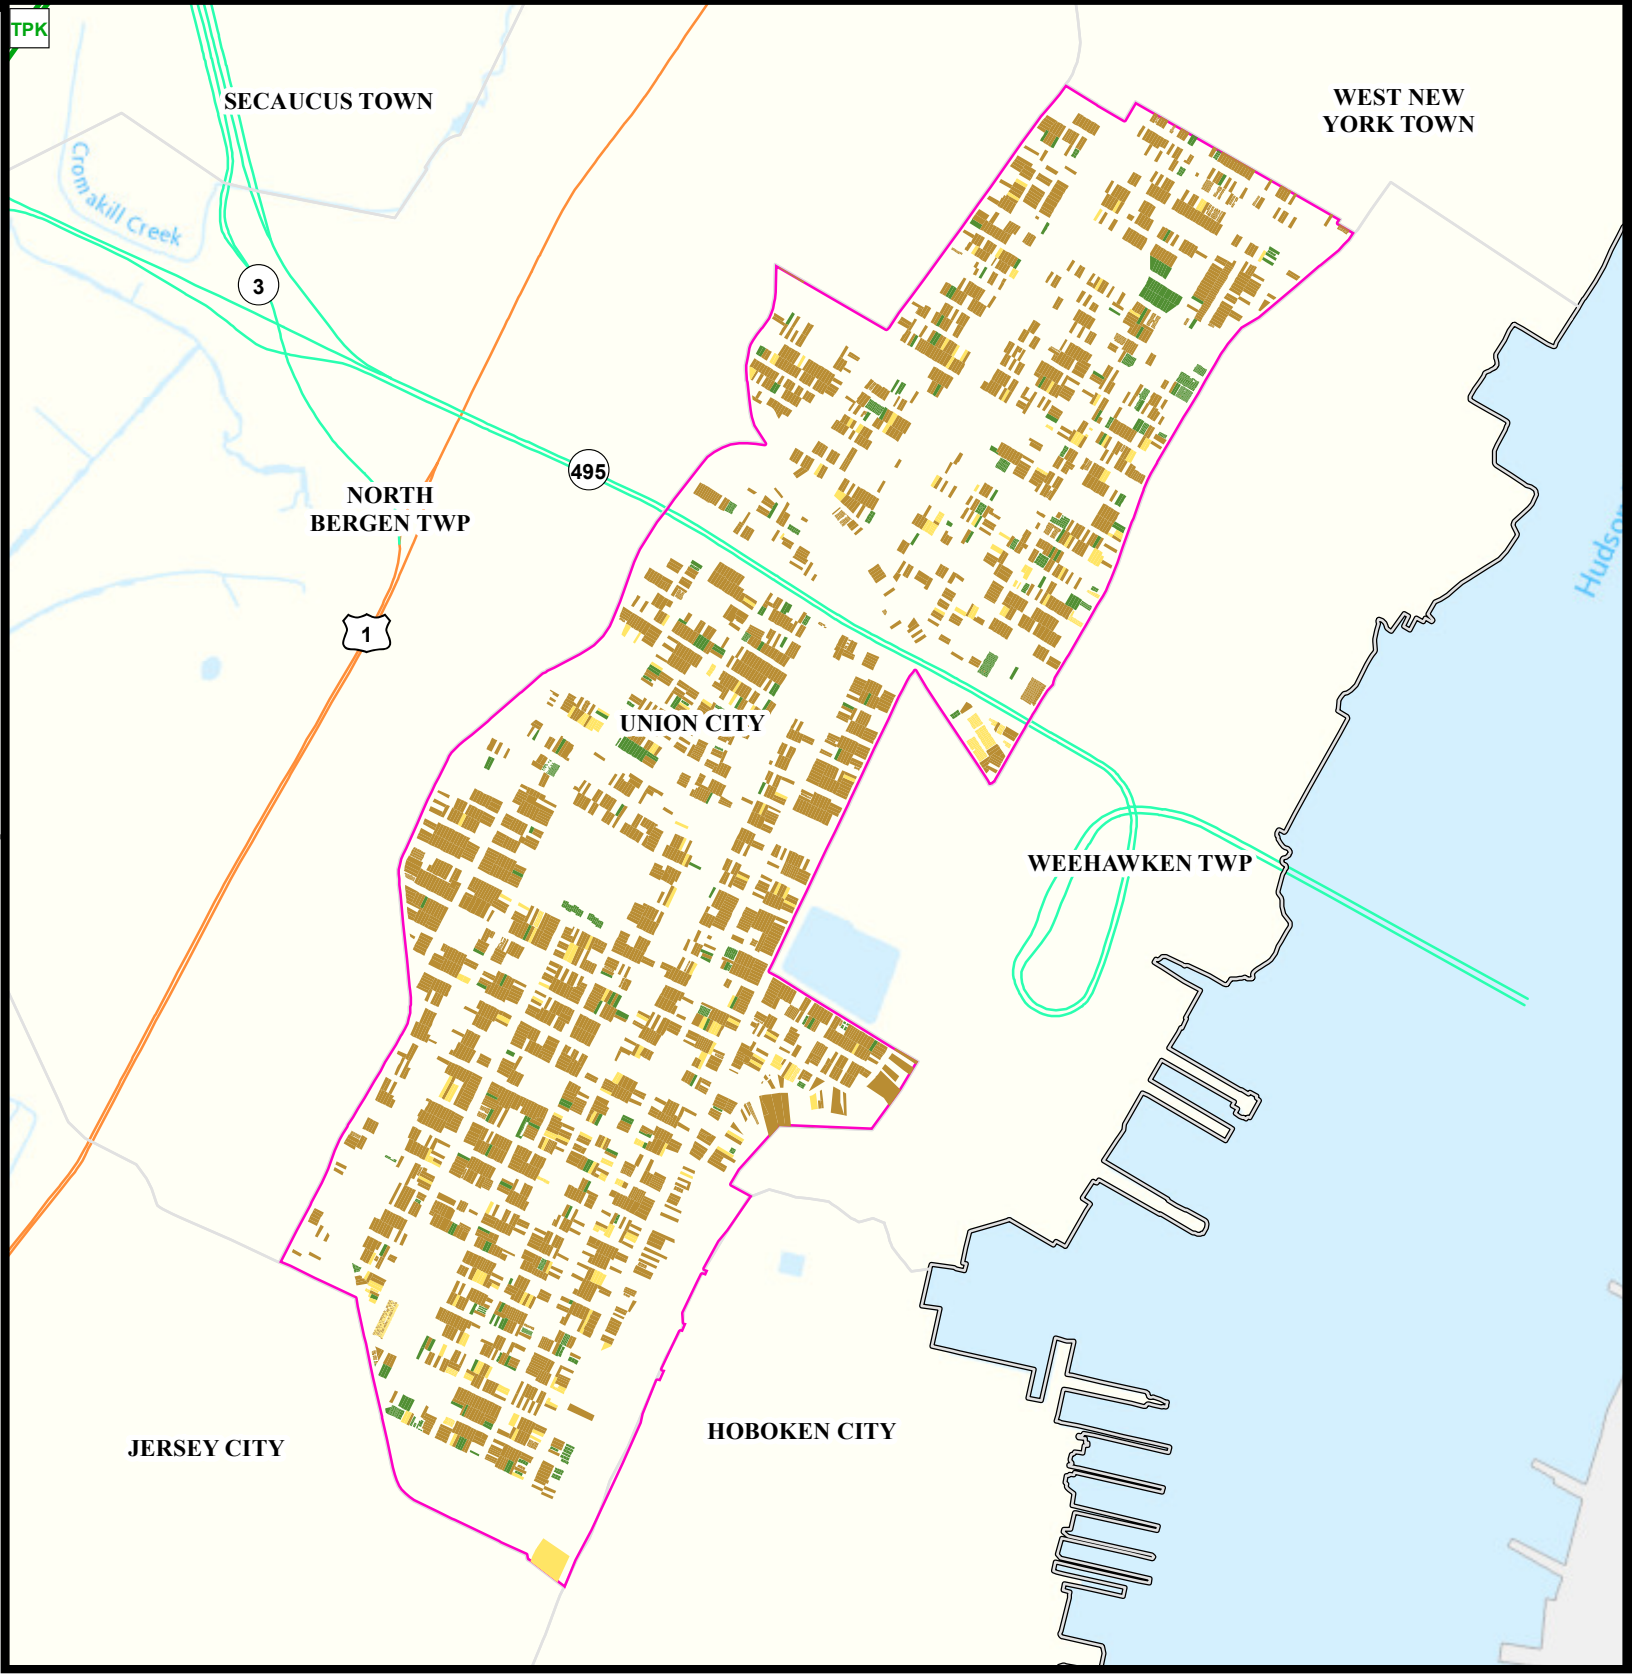 TPK
SECAUCUS TOWN
WEST NEW
YORK TOWN
Cromakill Creek
3
495
NORTH
BERGEN TWP
1
UNION CITY
WEEHAWKEN TWP
JERSEY CITY
HOBOKEN CITY